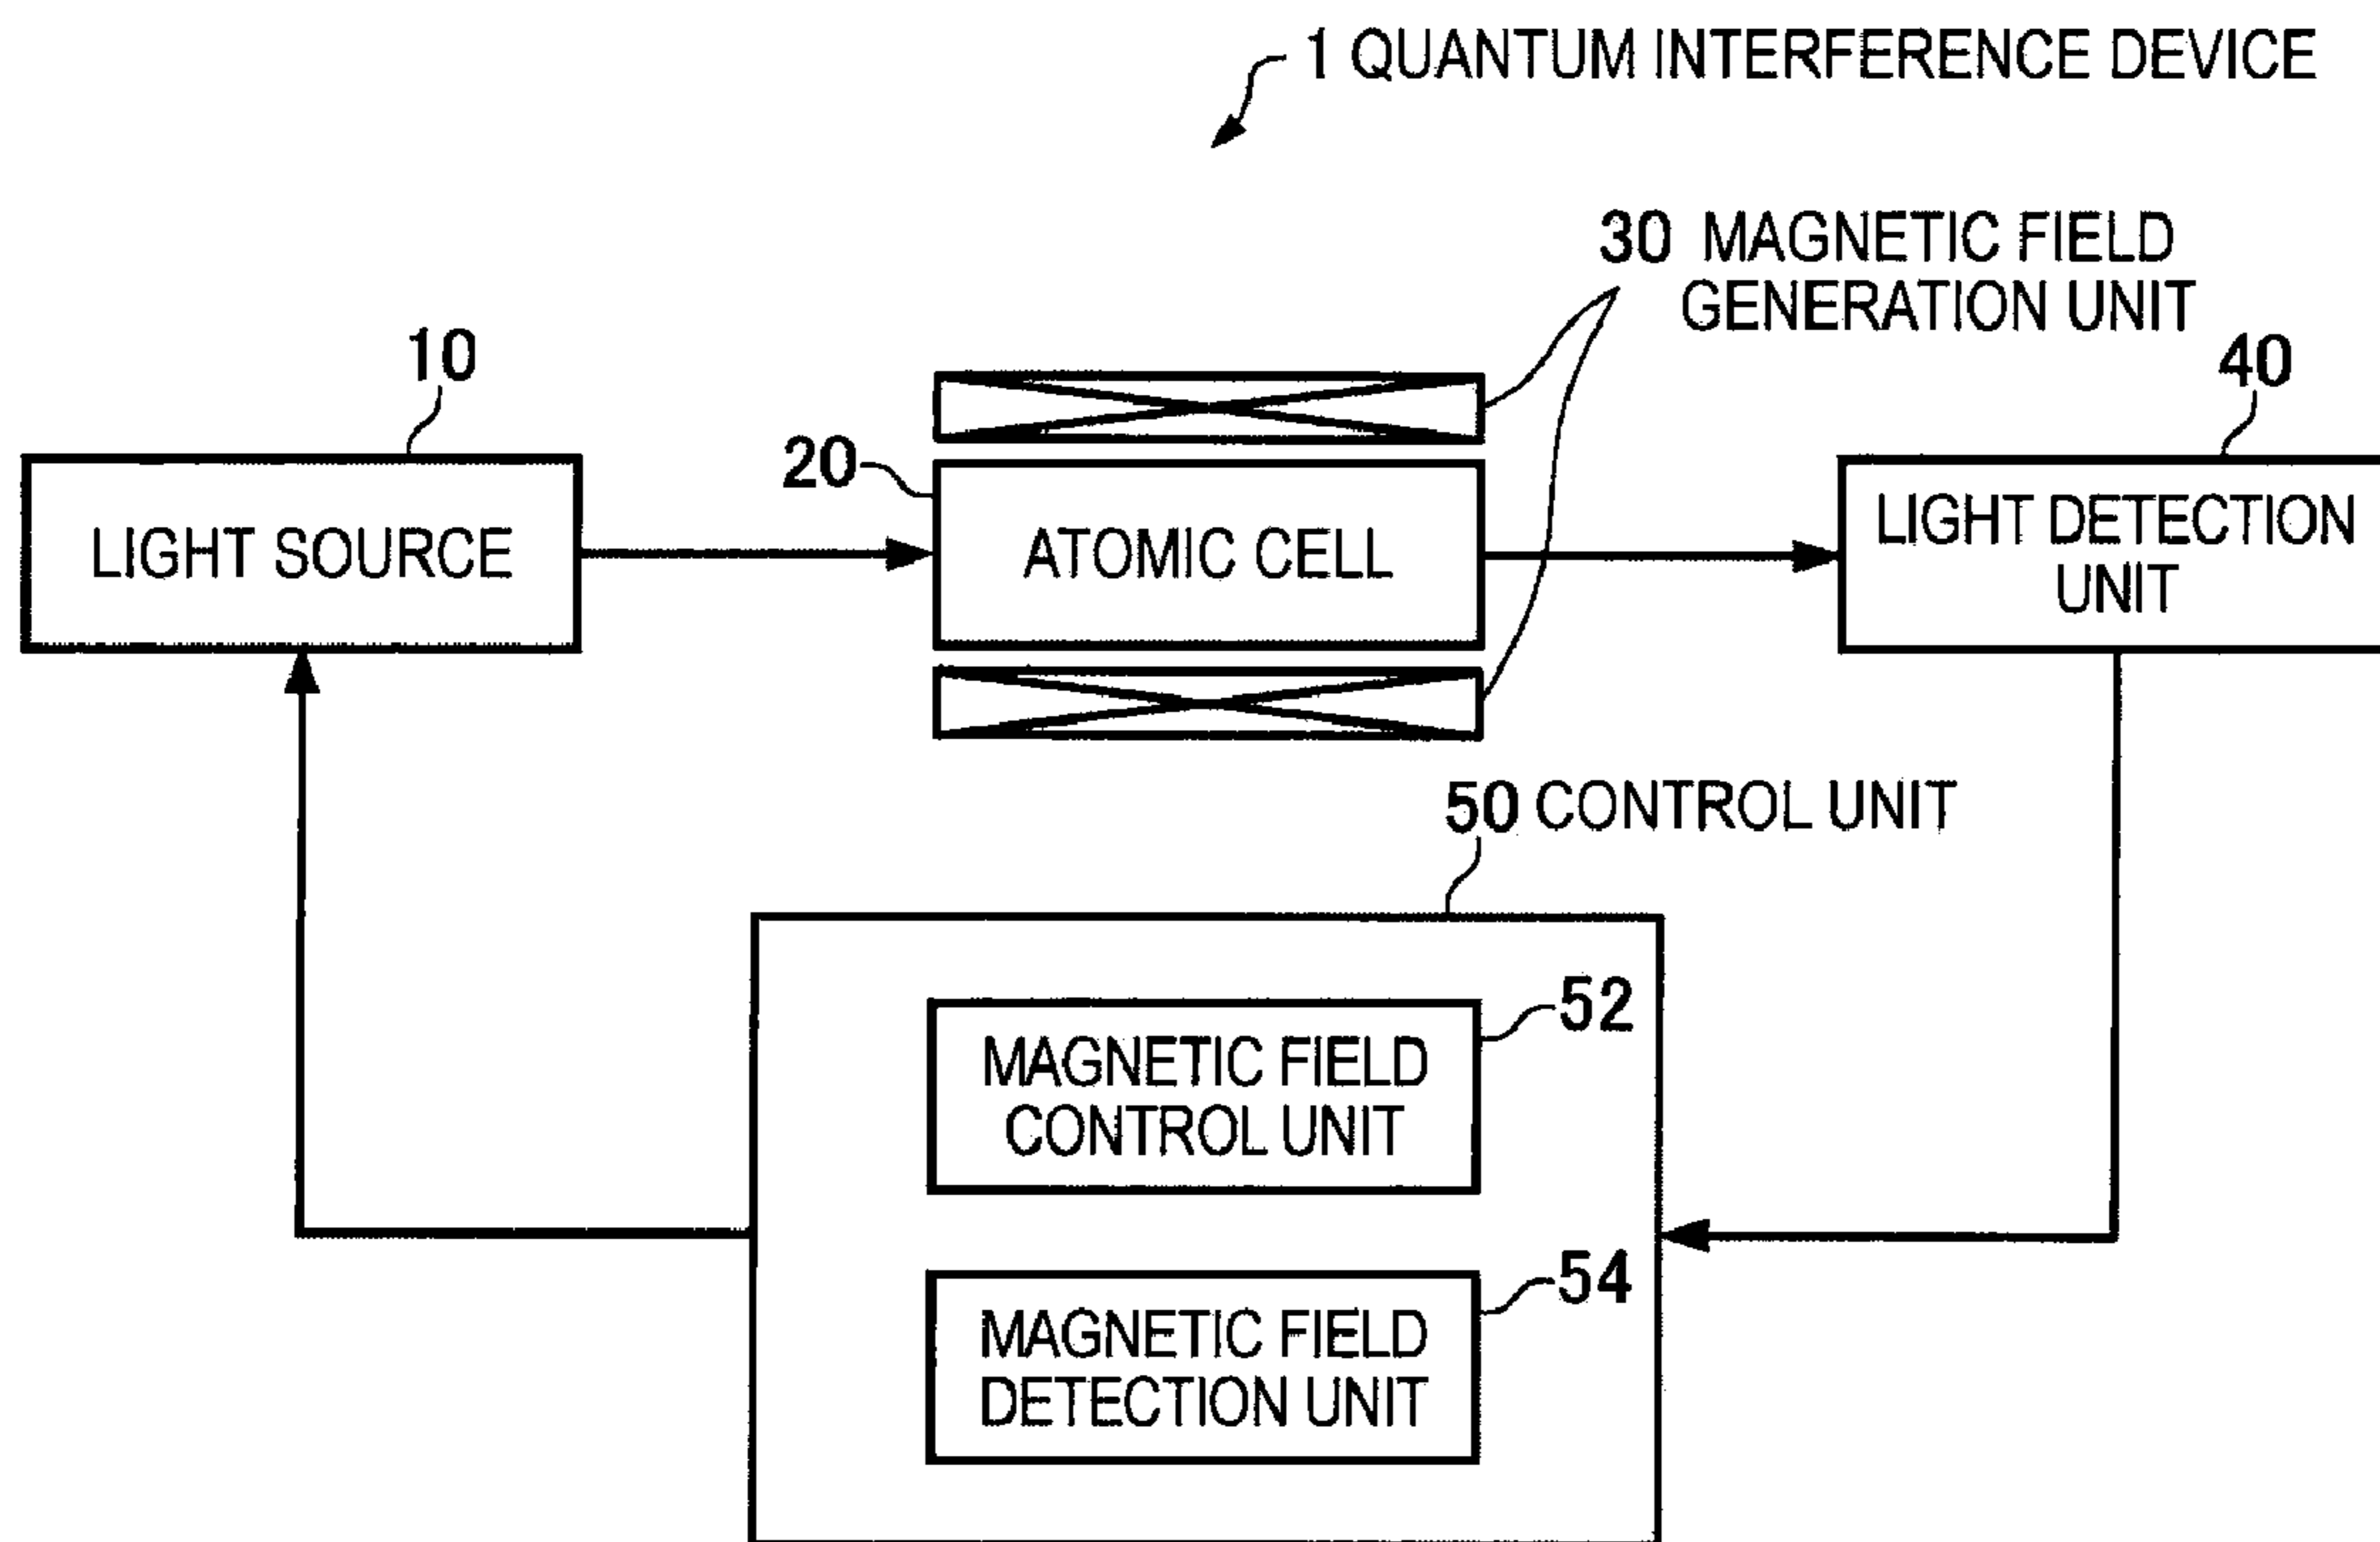 1 QUANTUM INTERFERENCE DEVICE
30 MAGNETIC FIELD
GENERATION UNIT
10
40
20
LIGHT SOURCE
ATOMIC CELL
LIGHT DETECTION
UNIT
50 CONTROL UNIT
52
MAGNETIC FIELD
CONTROL UNIT
54
MAGNETIC FIELD
DETECTION UNIT